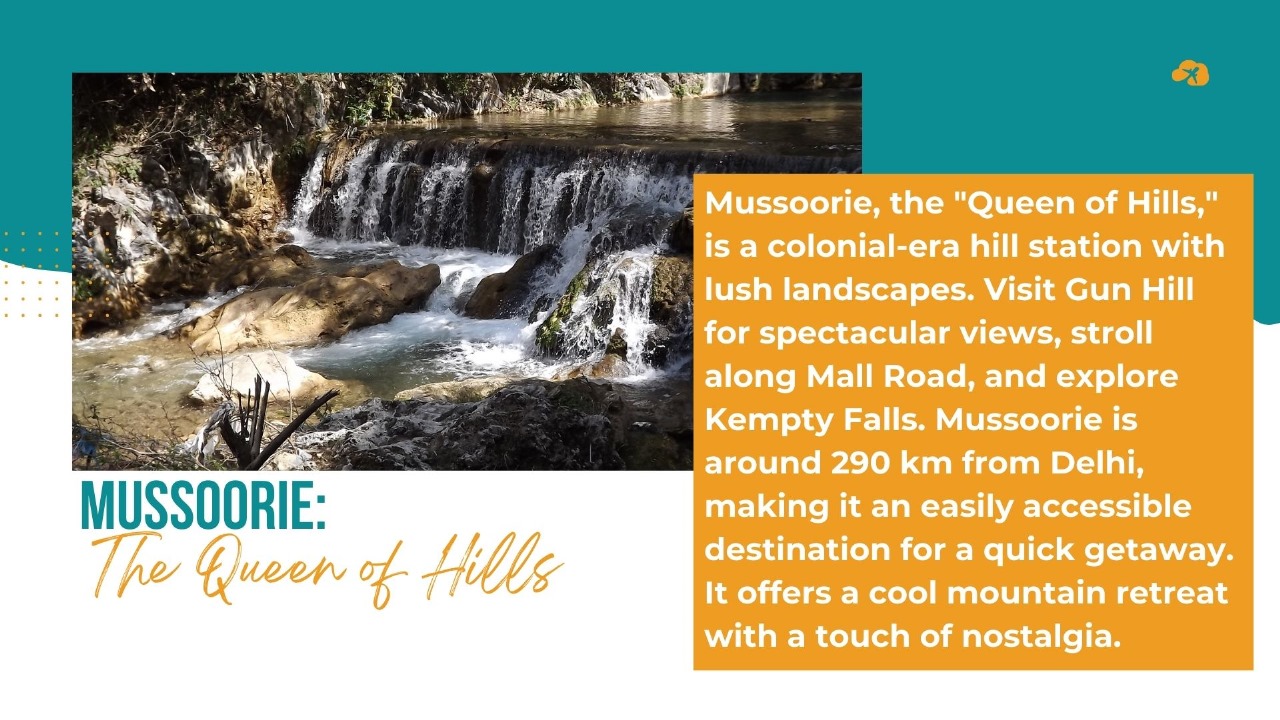 MUSSOORIE:
The Queen of Hills
Mussoorie, the "Queen of Hills,"
is a colonial-era hill station with
lush landscapes. Visit Gun Hill
for spectacular views, stroll
along Mall Road, and explore
Kempty Falls. Mussoorie is
around 290 km from Delhi,
making it an easily accessible
destination for a quick getaway.
It offers a cool mountain retreat
with a touch of nostalgia.